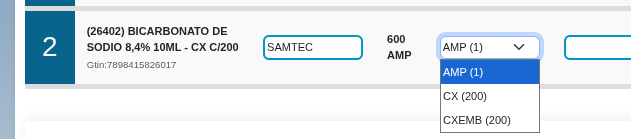 2
(26402) BICARBONATO DE
SODIO 8,4% 10ML - CX C/200
Gtin:7898415826017
SAMTEC
600
AMP
AMP (1)
AMP (1)
CX (200)
CXEMB (200)